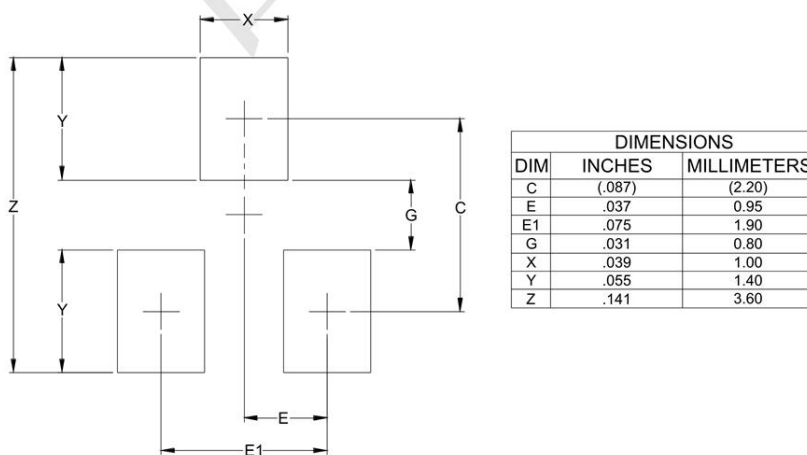 X
Y
Z
G
C
Y
E
E1
DIMENSIONS
DIM INCHES MILLIMETERS
C (.087) (2.20)
E .037 0.95
E1 .075 1.90
G .031 0.80
X .039 1.00
Y .055 1.40
Z .141 3.60